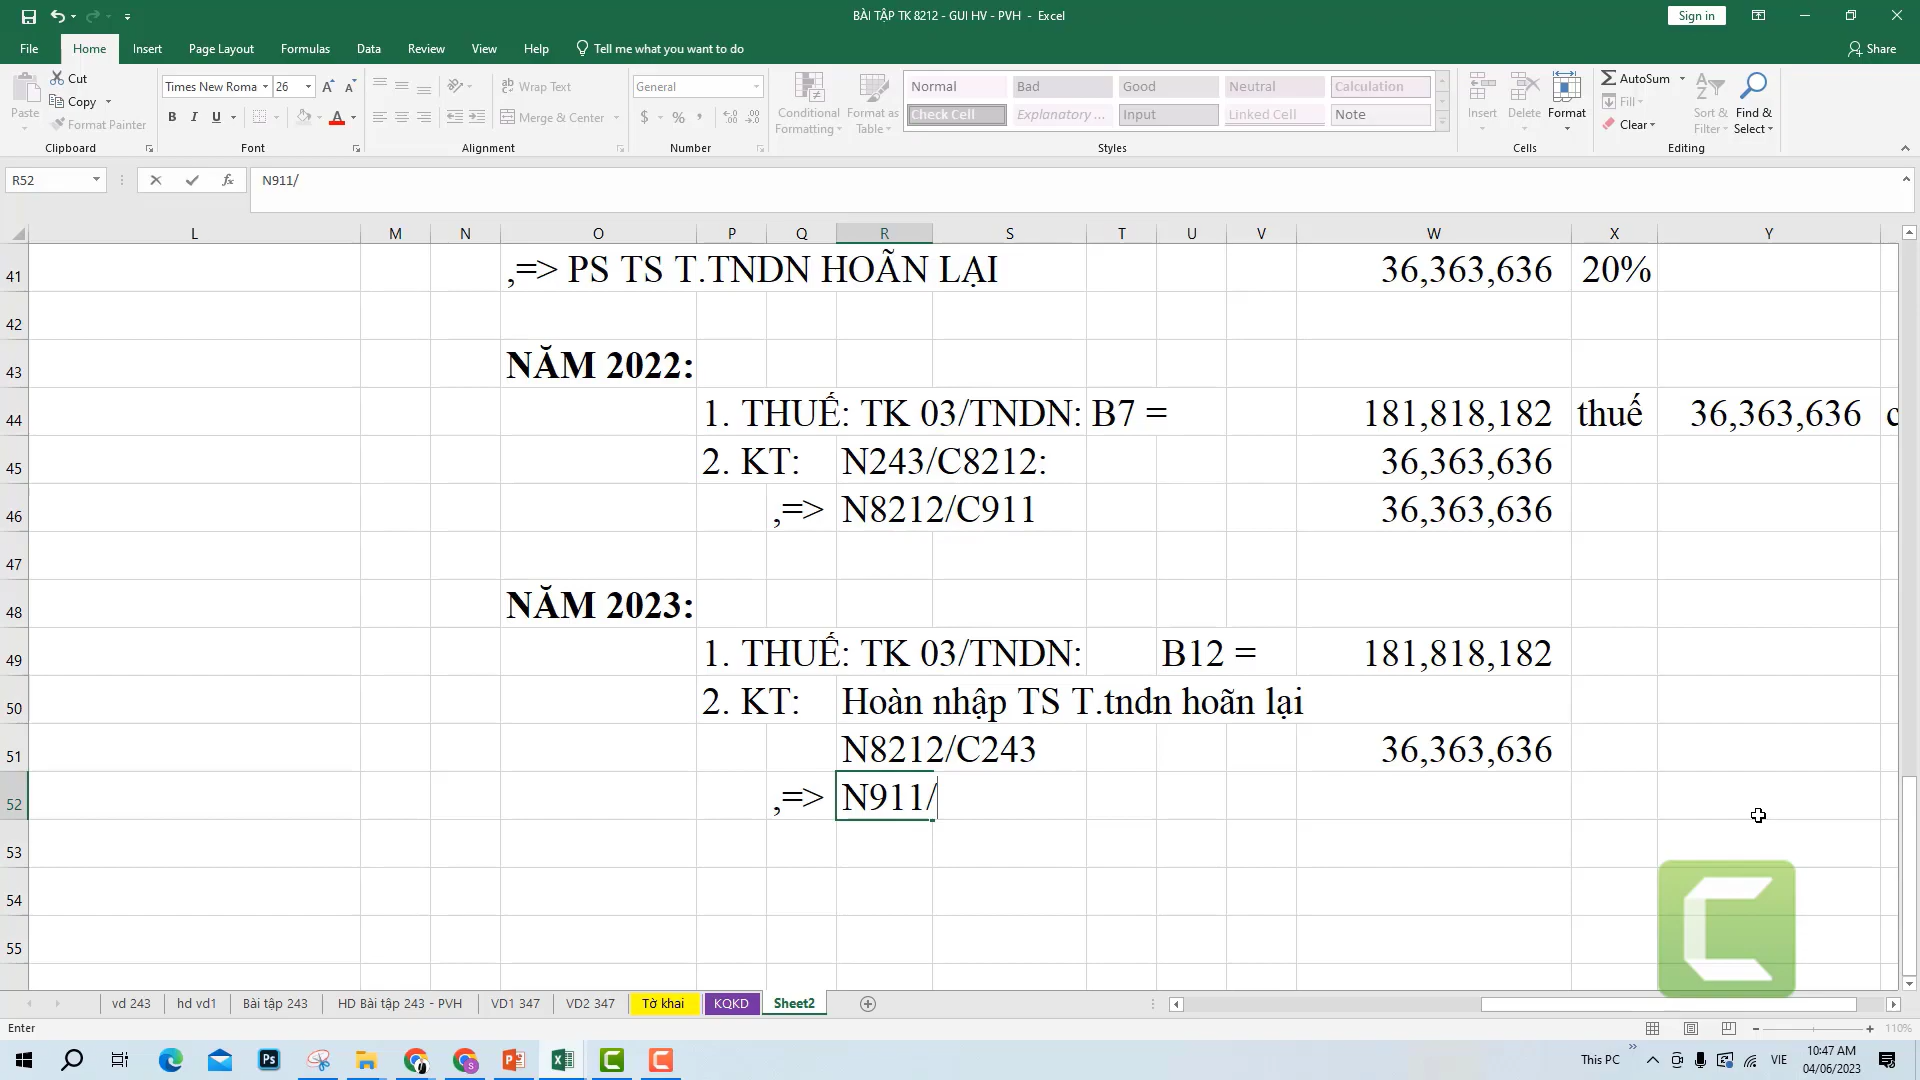 BÀI TẬP TK 8212 - GUI HV - PVH - Excel
Sign in
File Home Insert Page Layout Formulas Data Review View Help Tell me what you want to do
Share
Paste
Cut
Copy
Format Painter
Clipboard
Times New Roma 26
B I U
Font
Wrap Text
Merge & Center
Alignment
General
$ % ,
Number
Conditional Formatting
Format as Table
Normal Bad Good Neutral Calculation
Check Cell Explanatory ... Input Linked Cell Note
Styles
Insert Delete Format
Cells
AutoSum
Fill
Clear
Sort & Filter
Find & Select
Editing
R52 fx N911/
L M N O P Q R S T U V W X Y
41 ,=> PS TS T.TNDN HOÃN LẠI 36,363,636 20%
42
43 NĂM 2022:
44 1. THUẾ: TK 03/TNDN: B7 = 181,818,182 thuế 36,363,636 c
45 2. KT: N243/C8212: 36,363,636
46 ,=> N8212/C911 36,363,636
47
48 NĂM 2023:
49 1. THUẾ: TK 03/TNDN: B12 = 181,818,182
50 2. KT: Hoàn nhập TS T.tndn hoãn lại
51 N8212/C243 36,363,636
52 ,=> N911/
53
54
55
vd 243 hd vd1 Bài tập 243 HD Bài tập 243 - PVH VD1 347 VD2 347 Tờ khai KQKD Sheet2
Enter
110%
Ps
This PC
VIE
10:47 AM
04/06/2023